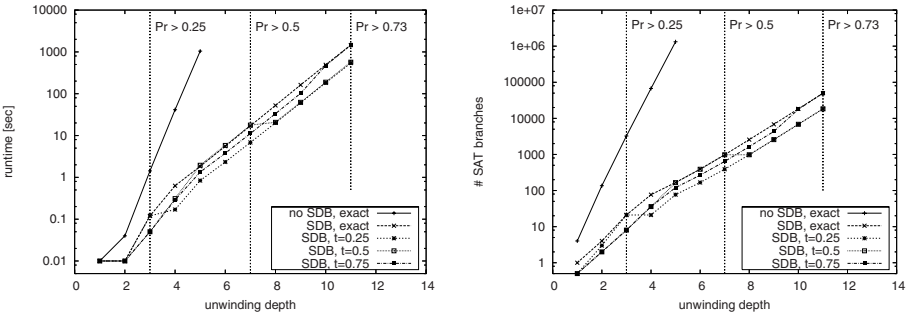 Pr > 0.25
Pr > 0.5
Pr > 0.73
10000
1000
100
10
1
0.1
0.01
runtime [sec]
no SDB, exact
SDB, exact
SDB, t=0.25
SDB, t=0.5
SDB, t=0.75
0 2 4 6 8 10 12 14
unwinding depth
Pr > 0.25
Pr > 0.5
Pr > 0.73
1e+07
1e+06
100000
10000
1000
100
10
1
# SAT branches
no SDB, exact
SDB, exact
SDB, t=0.25
SDB, t=0.5
SDB, t=0.75
0 2 4 6 8 10 12 14
unwinding depth